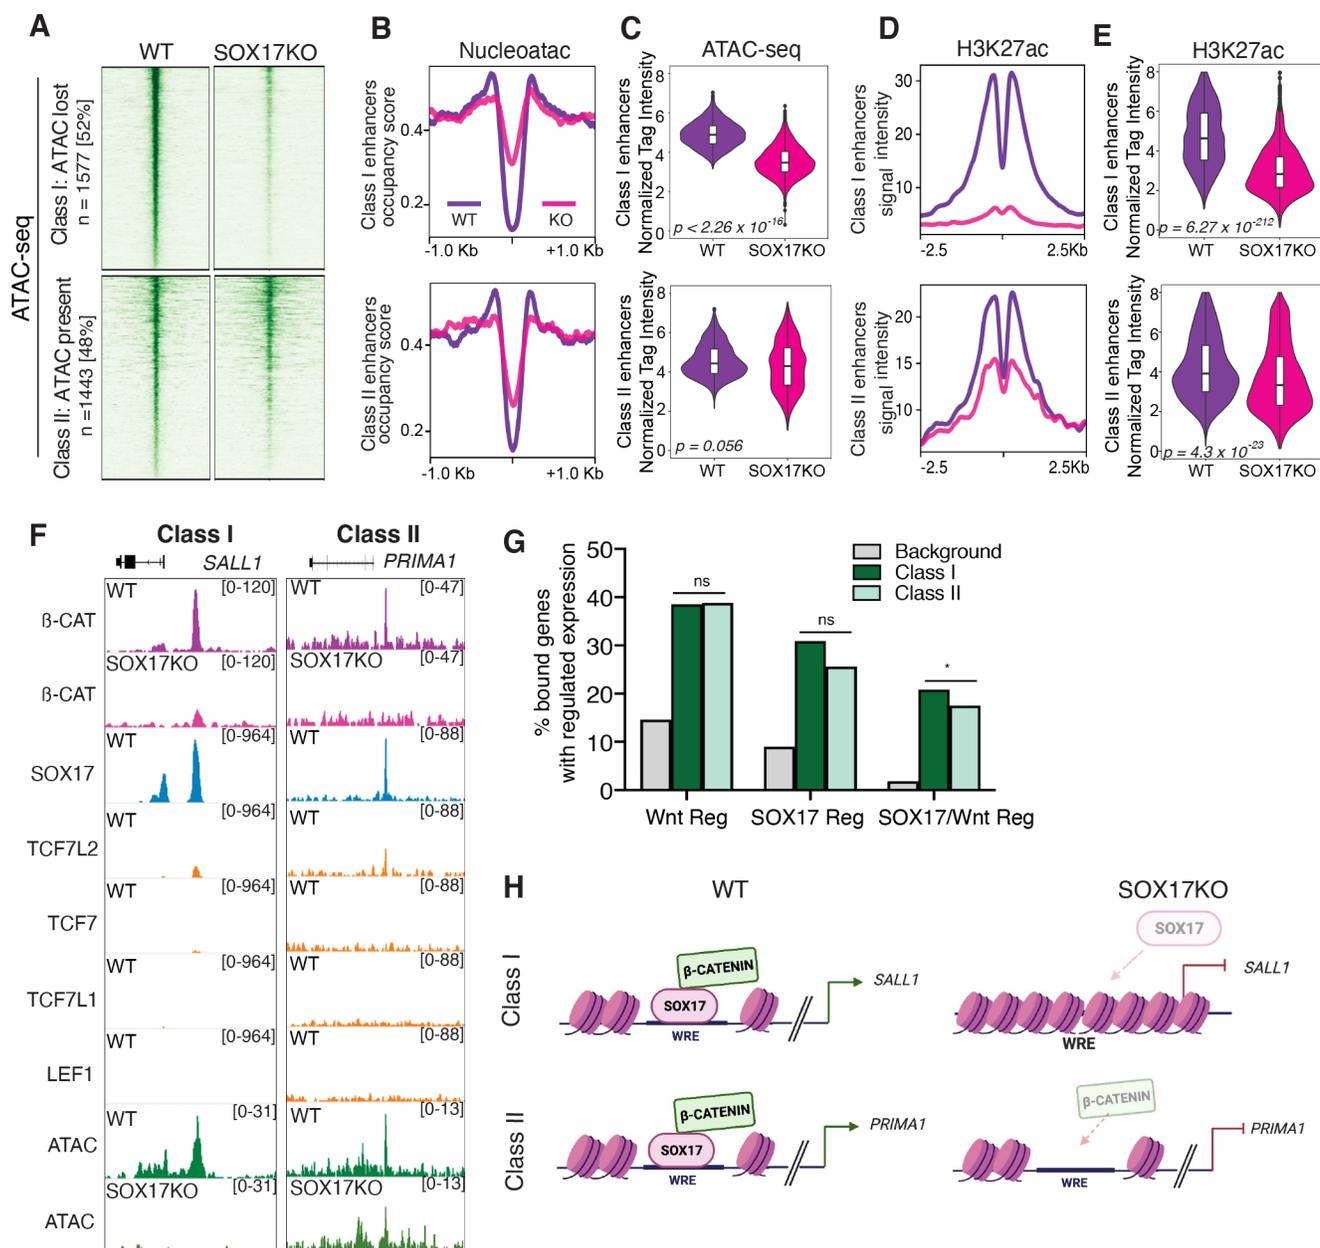 A
WT
SOX17KO
ATAC-seq
Class I: ATAC lost
n = 1577 [52%]
Class II: ATAC present
n =1443 [48%]
B
Nucleoatac
Class I enhancers
occupancy score
0.4
0.2
WT
KO
-1.0 Kb
+1.0 Kb
Class II enhancers
occupancy score
0.4
0.2
-1.0 Kb
+1.0 Kb
C
ATAC-seq
Class I enhancers
Normalized Tag Intensity
8
6
4
2
0
p < 2.26 x 10-16
WT
SOX17KO
Class II enhancers
Normalized Tag Intensity
8
6
4
2
0
p = 0.056
WT
SOX17KO
D
H3K27ac
Class I enhancers
signal intensity
30
20
10
-2.5
2.5Kb
Class II enhancers
signal intensity
20
15
10
-2.5
2.5Kb
E
H3K27ac
Class I enhancers
Normalized Tag Intensity
8
6
4
2
0
p = 6.27 x 10-212
WT
SOX17KO
Class II enhancers
Normalized Tag Intensity
8
6
4
2
0
p = 4.3 x 10-23
WT
SOX17KO
F
Class I
Class II
SALL1
PRIMA1
ß-CAT
WT
[0-120]
WT
[0-47]
ß-CAT
SOX17KO
[0-120]
SOX17KO
[0-47]
SOX17
WT
[0-964]
WT
[0-88]
TCF7L2
WT
[0-964]
WT
[0-88]
TCF7
WT
[0-964]
WT
[0-88]
TCF7L1
WT
[0-964]
WT
[0-88]
LEF1
WT
[0-964]
WT
[0-88]
ATAC
WT
[0-31]
WT
[0-13]
ATAC
SOX17KO
[0-31]
SOX17KO
[0-13]
G
% bound genes
with regulated expression
50
40
30
20
10
0
Background
Class I
Class II
ns
ns
*
Wnt Reg
SOX17 Reg
SOX17/Wnt Reg
H
WT
SOX17KO
Class I
β-CATENIN
SOX17
WRE
SALL1
SOX17
WRE
SALL1
Class II
β-CATENIN
SOX17
WRE
PRIMA1
β-CATENIN
WRE
PRIMA1